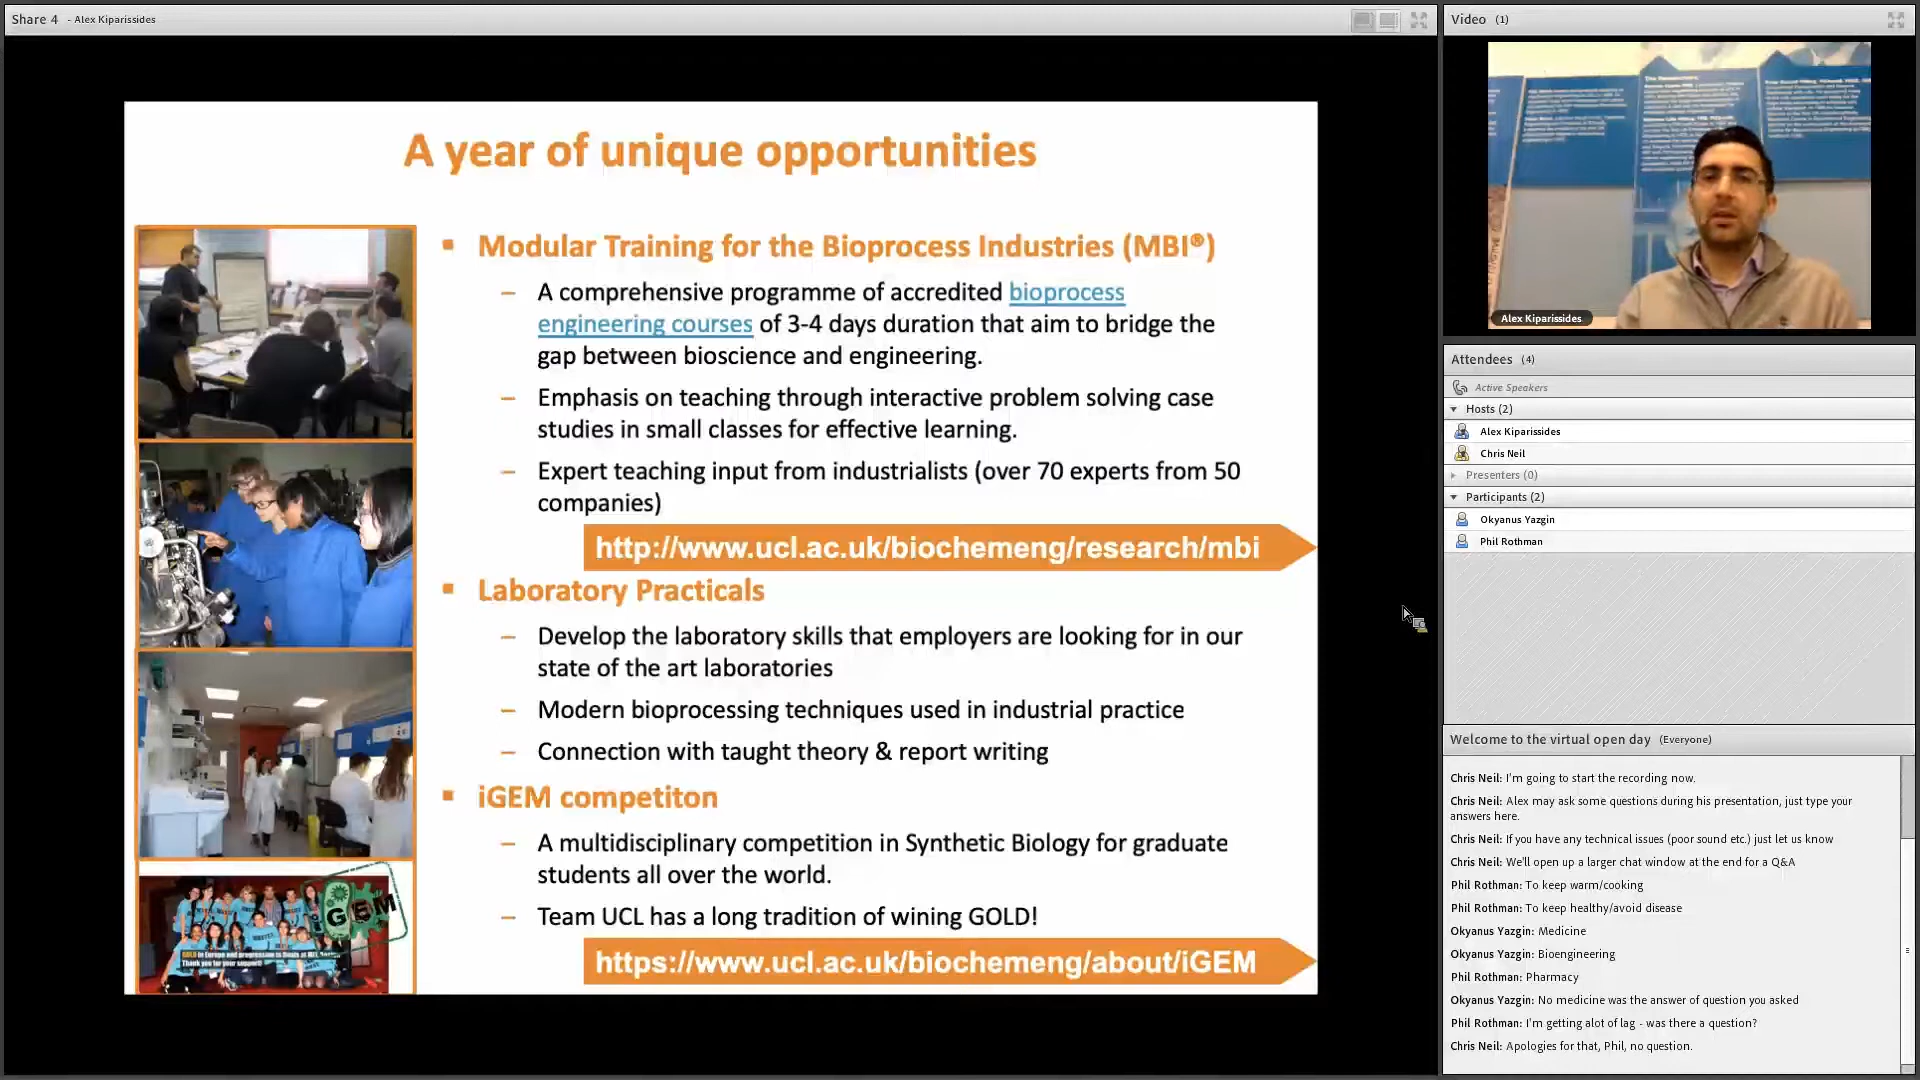 Share 4 - Alex Kiparissides
A year of unique opportunities
▪ Modular Training for the Bioprocess Industries (MBI®)
– A comprehensive programme of accredited bioprocess
engineering courses of 3-4 days duration that aim to bridge the
gap between bioscience and engineering.
– Emphasis on teaching through interactive problem solving case
studies in small classes for effective learning.
– Expert teaching input from industrialists (over 70 experts from 50
companies)
http://www.ucl.ac.uk/biochemeng/research/mbi
▪ Laboratory Practicals
– Develop the laboratory skills that employers are looking for in our
state of the art laboratories
– Modern bioprocessing techniques used in industrial practice
– Connection with taught theory & report writing
▪ iGEM competiton
– A multidisciplinary competition in Synthetic Biology for graduate
students all over the world.
– Team UCL has a long tradition of wining GOLD!
https://www.ucl.ac.uk/biochemeng/about/iGEM
iGEM
Thank you for your support!
Video (1)
Alex Kiparissides
Attendees (4)
Active Speakers
Hosts (2)
Alex Kiparissides
Chris Neil
Presenters (0)
Participants (2)
Okyanus Yazgin
Phil Rothman
Welcome to the virtual open day (Everyone)
Chris Neil: I'm going to start the recording now.
Chris Neil: Alex may ask some questions during his presentation, just type your
answers here.
Chris Neil: If you have any technical issues (poor sound etc.) just let us know
Chris Neil: We'll open up a larger chat window at the end for a Q&A
Phil Rothman: To keep warm/cooking
Phil Rothman: To keep healthy/avoid disease
Okyanus Yazgin: Medicine
Okyanus Yazgin: Bioengineering
Phil Rothman: Pharmacy
Okyanus Yazgin: No medicine was the answer of question you asked
Phil Rothman: I'm getting alot of lag - was there a question?
Chris Neil: Apologies for that, Phil, no question.